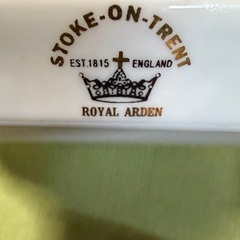 STOKE-ON-TRENT
EST.1815 ENGLAND
ROYAL ARDEN